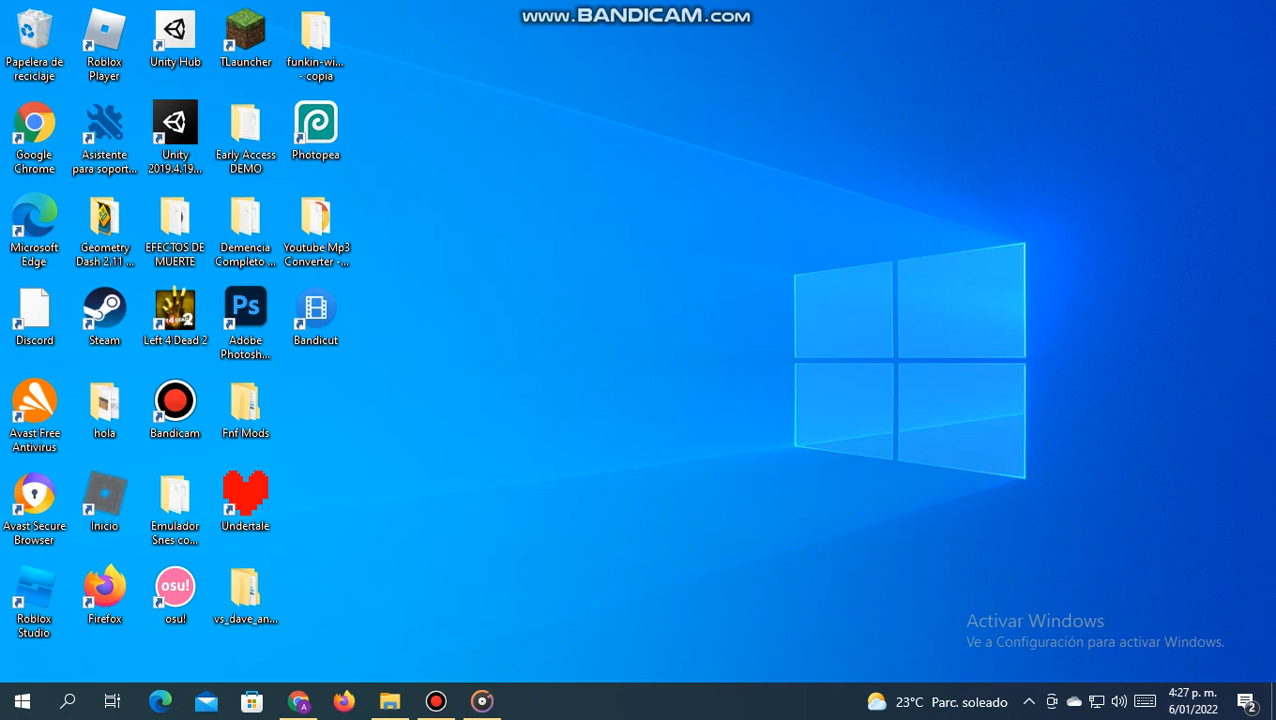 www.BANDICAM.com
Papelera de
reciclaje
Roblox
Player
Unity Hub
TLauncher
funkin-wi...
- copia
Google
Chrome
Asistente
para soport...
Unity
2019.4.19...
Early Access
DEMO
Photopea
Microsoft
Edge
Geometry
Dash 2.11 ...
EFECTOS DE
MUERTE
Demencia
Completo ...
Youtube Mp3
Converter -...
Discord
Steam
2
Left 4 Dead 2
Ps
Adobe
Photosh...
Bandicut
Avast Free
Antivirus
hola
Bandicam
Fnf Mods
Avast Secure
Browser
Inicio
Emulador
Snes co...
Undertale
Roblox
Studio
Firefox
osu!
osu!
vs_dave_an...
Activar Windows
Ve a Configuración para activar Windows.
A
23°C Parc. soleado
4:27 p. m.
6/01/2022
2